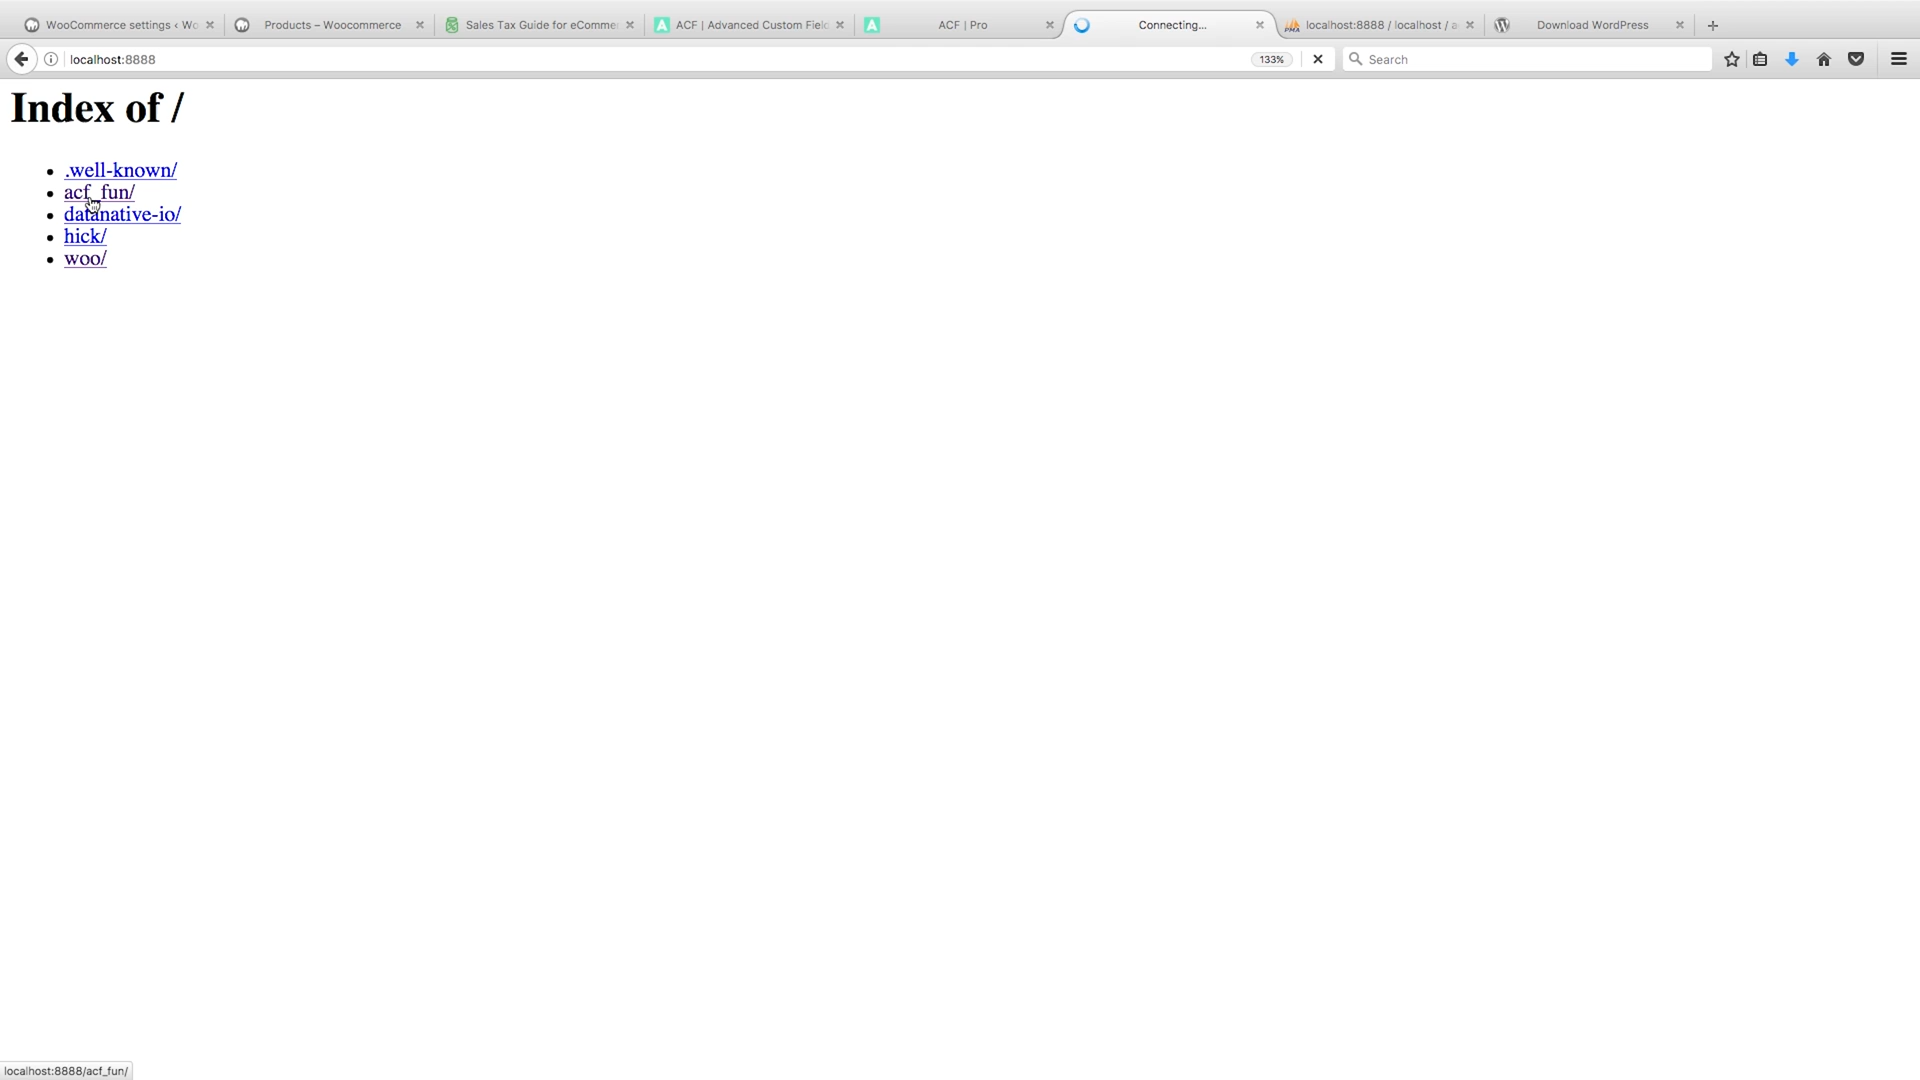 WooCommerce settings ‹ Wo
Products – Woocommerce
Sales Tax Guide for eComme
ACF | Advanced Custom Field
ACF | Pro
Connecting...
localhost:8888 / localhost / a
Download WordPress
localhost:8888
133%
Search
Index of /
.well-known/
acf_fun/
datanative-io/
hick/
woo/
localhost:8888/acf_fun/